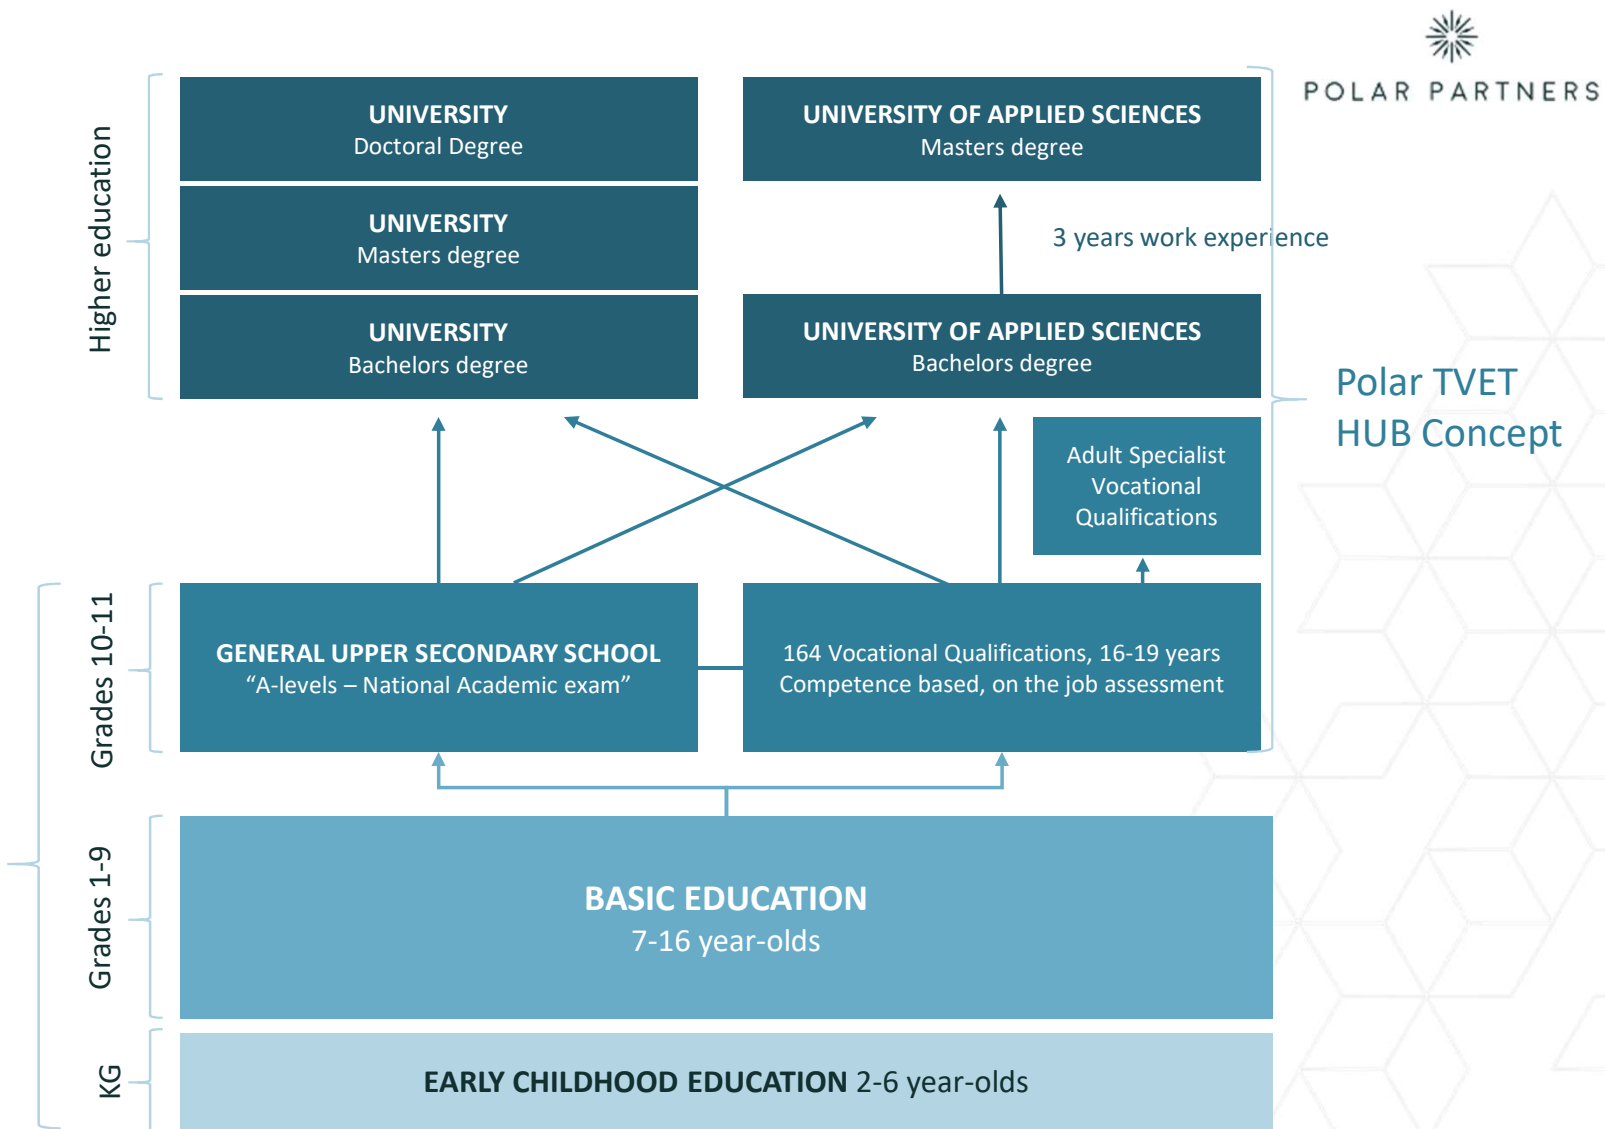 POLAR PARTNERS
Higher education
UNIVERSITY
Doctoral Degree
UNIVERSITY
Masters degree
UNIVERSITY
Bachelors degree
UNIVERSITY OF APPLIED SCIENCES
Masters degree
3 years work experience
UNIVERSITY OF APPLIED SCIENCES
Bachelors degree
Polar TVET
HUB Concept
Adult Specialist
Vocational
Qualifications
Grades 10-11
GENERAL UPPER SECONDARY SCHOOL
“A-levels – National Academic exam”
164 Vocational Qualifications, 16-19 years
Competence based, on the job assessment
Grades 1-9
BASIC EDUCATION
7-16 year-olds
KG
EARLY CHILDHOOD EDUCATION 2-6 year-olds